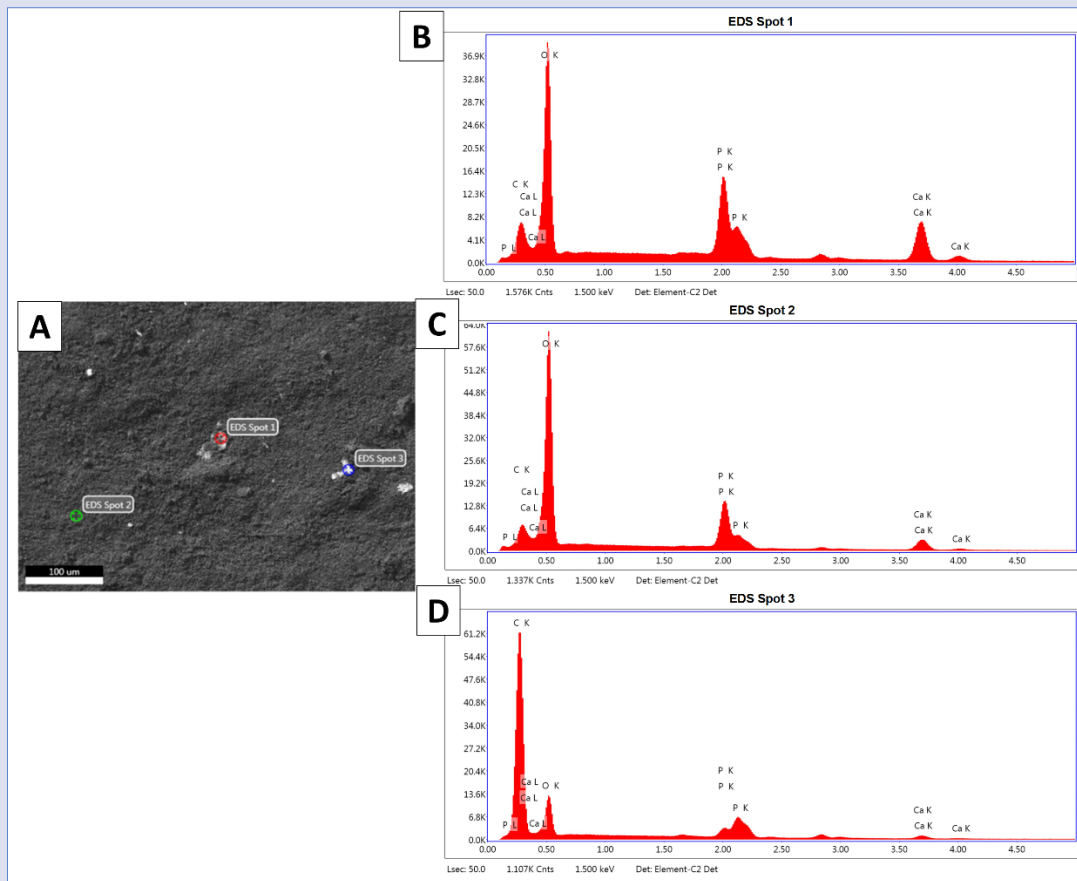 A
EDS Spot 1
EDS Spot 3
EDS Spot 2
100 um
B
EDS Spot 1
36.9K
32.8K
28.7K
24.6K
20.5K
16.4K
12.3K
8.2K
4.1K
0.0K
O K
C K
Ca L
Ca L
Ca L
P L
P K
P K
P K
Ca K
Ca K
Ca K
0.00 0.50 1.00 1.50 2.00 2.50 3.00 3.50 4.00 4.50
Lsec: 50.0 1.576K Cnts 1.500 keV Det: Element-C2 Det
C
EDS Spot 2
64.0K
57.6K
51.2K
44.8K
38.4K
32.0K
25.6K
19.2K
12.8K
6.4K
0.0K
O K
C K
Ca L
Ca L
Ca L
P L
P K
P K
P K
Ca K
Ca K
Ca K
0.00 0.50 1.00 1.50 2.00 2.50 3.00 3.50 4.00 4.50
Lsec: 50.0 1.337K Cnts 1.500 keV Det: Element-C2 Det
D
EDS Spot 3
61.2K
54.4K
47.6K
40.8K
34.0K
27.2K
20.4K
13.6K
6.8K
0.0K
C K
Ca L
O K
Ca L
Ca L
P L
P K
P K
P K
Ca K
Ca K
Ca K
0.00 0.50 1.00 1.50 2.00 2.50 3.00 3.50 4.00 4.50
Lsec: 50.0 1.107K Cnts 1.500 keV Det: Element-C2 Det